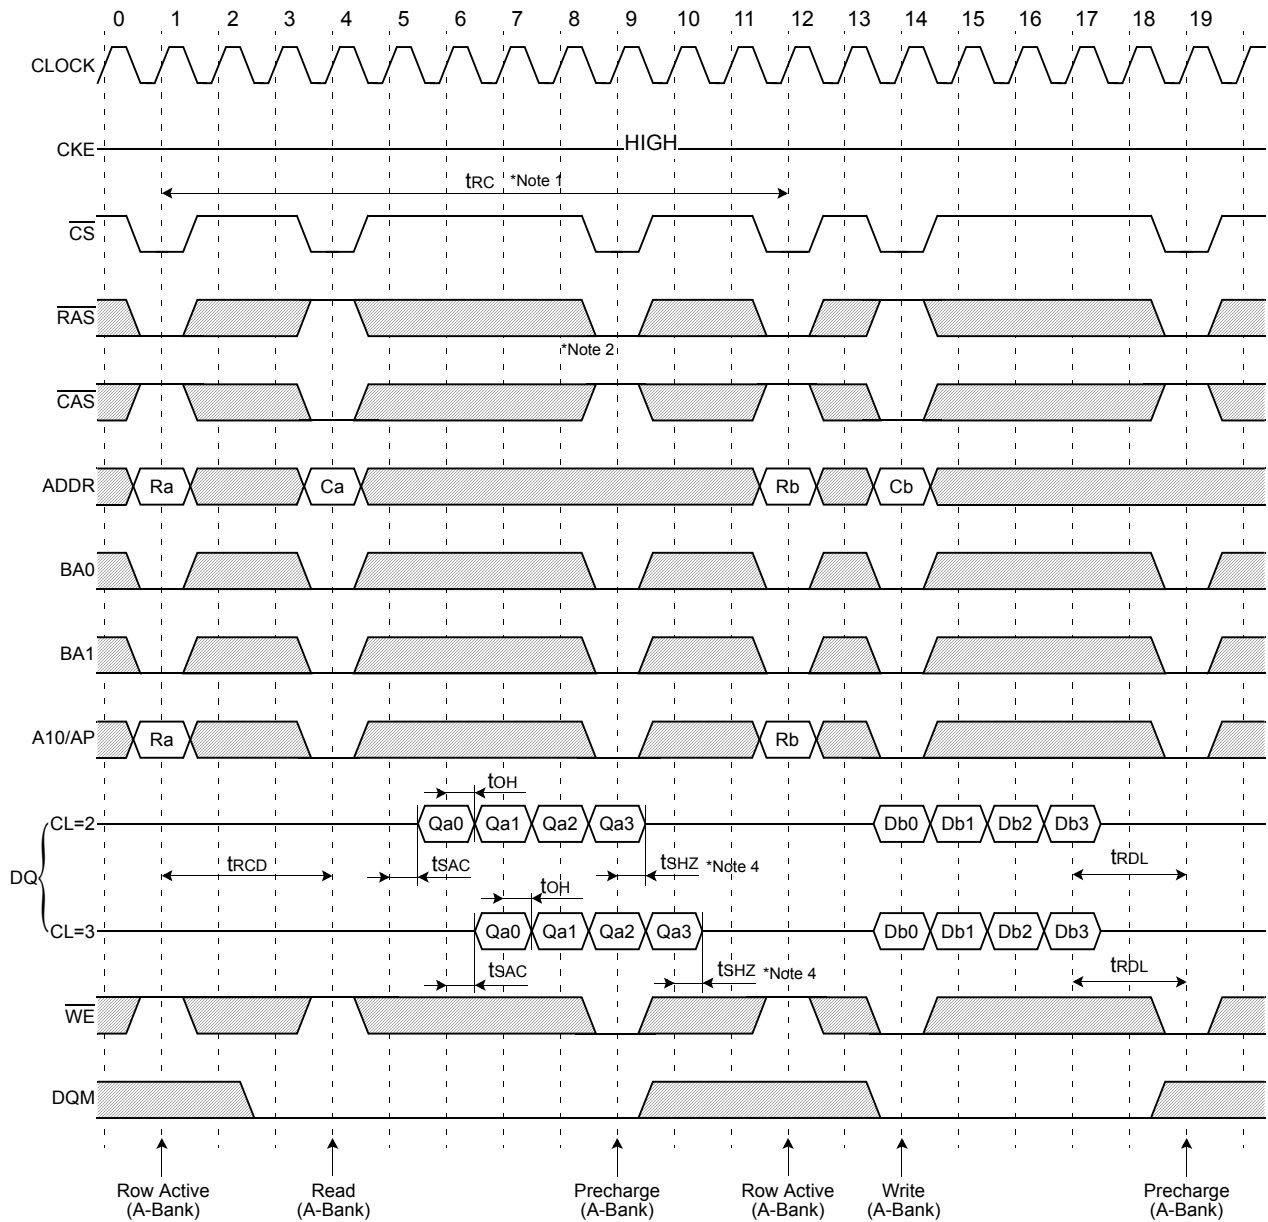 0 1 2 3 4 5 6 7 8 9 10 11 12 13 14 15 16 17 18 19
CLOCK
CKE
HIGH
tRC *Note 1
CS
RAS
*Note 2
CAS
ADDR Ra Ca Rb Cb
BA0
BA1
A10/AP Ra Rb
tOH
CL=2 Qa0 Qa1 Qa2 Qa3 Db0 Db1 Db2 Db3
tRCD tSAC tSHZ *Note 4 tRDL
DQ
tOH
CL=3 Qa0 Qa1 Qa2 Qa3 Db0 Db1 Db2 Db3
tSAC tSHZ *Note 4 tRDL
WE
DQM
Row Active Read Precharge Row Active Write Precharge
(A-Bank) (A-Bank) (A-Bank) (A-Bank) (A-Bank) (A-Bank)